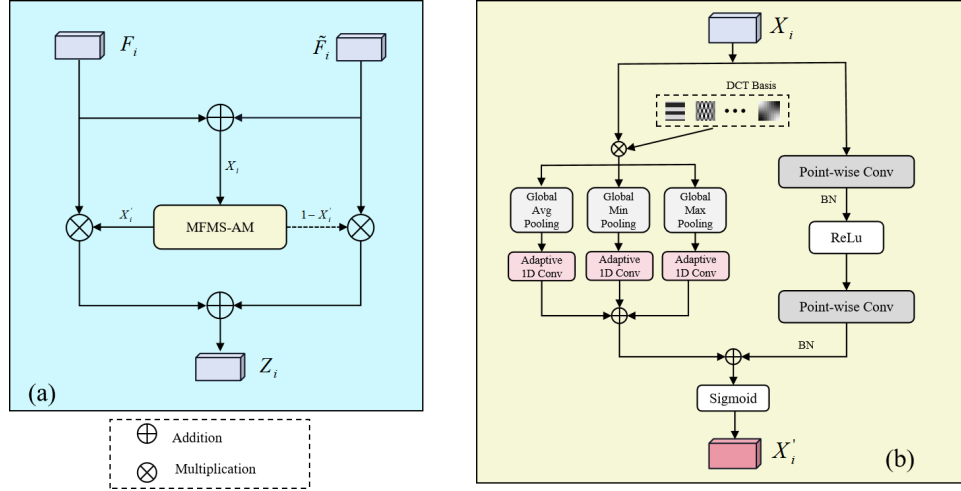 F_i
F̃_i
X_i
X_i'
MFMS-AM
1−X_i'
Z_i
(a)
Addition
Multiplication
X_i
DCT Basis
•••
Global
Avg
Pooling
Global
Min
Pooling
Global
Max
Pooling
Adaptive
1D Conv
Adaptive
1D Conv
Adaptive
1D Conv
Point-wise Conv
BN
ReLu
Point-wise Conv
BN
Sigmoid
X_i'
(b)